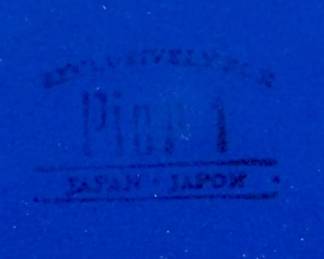 EXCLUSIVELY FOR
Pier 1
JAPAN · JAPON